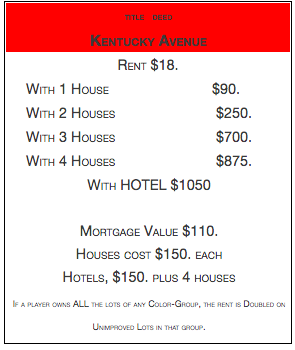 TITLE DEED
KENTUCKY AVENUE
RENT $18.
WITH 1 HOUSE $90.
WITH 2 HOUSES $250.
WITH 3 HOUSES $700.
WITH 4 HOUSES $875.
WITH HOTEL $1050
MORTGAGE VALUE $110.
HOUSES COST $150. EACH
HOTELS, $150. PLUS 4 HOUSES
IF A PLAYER OWNS ALL THE LOTS OF ANY COLOR-GROUP, THE RENT IS DOUBLED ON
UNIMPROVED LOTS IN THAT GROUP.